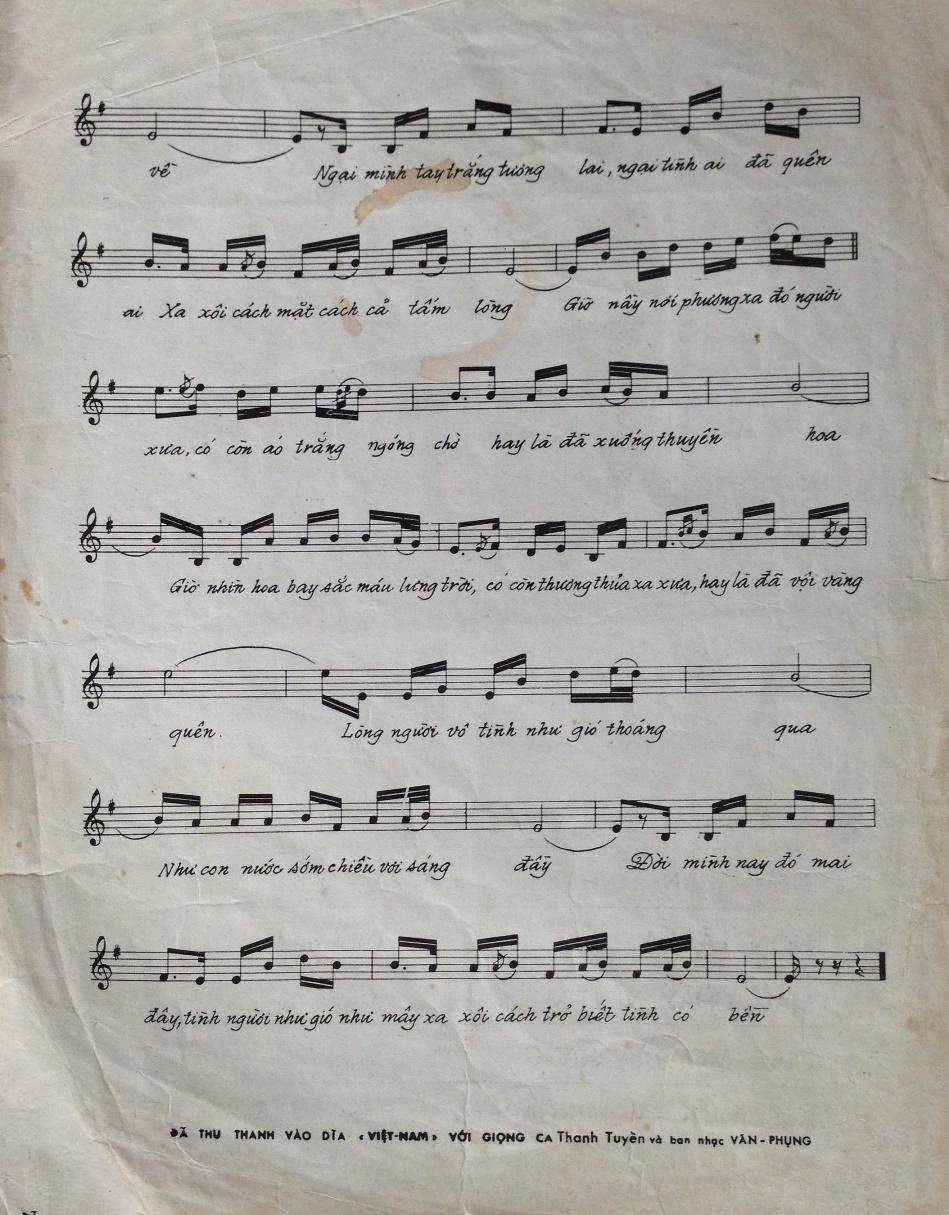 về Ngại mình tay trắng tương lai, ngại tình ai đã quên
ai Xa xôi cách mặt cách cả tấm lòng Giờ nầy nơi phương xa đó người
xưa, có còn áo trắng ngóng chờ hay là đã xuống thuyền hoa
Giờ nhìn hoa bay sắc máu lưng trời, có còn thương thủa xa xưa, hay là đã vội vàng
quên. Lòng người vô tình như gió thoáng qua
Như con nước sớm chiều vơi sáng đầy Đời mình nay đó mai
đây, tình người như gió như mây xa xôi cách trở biết tình có bền
ĐÃ THU THANH VÀO DĨA «VIỆT-NAM» VỚI GIỌNG CA Thanh Tuyền và ban nhạc VĂN-PHỤNG